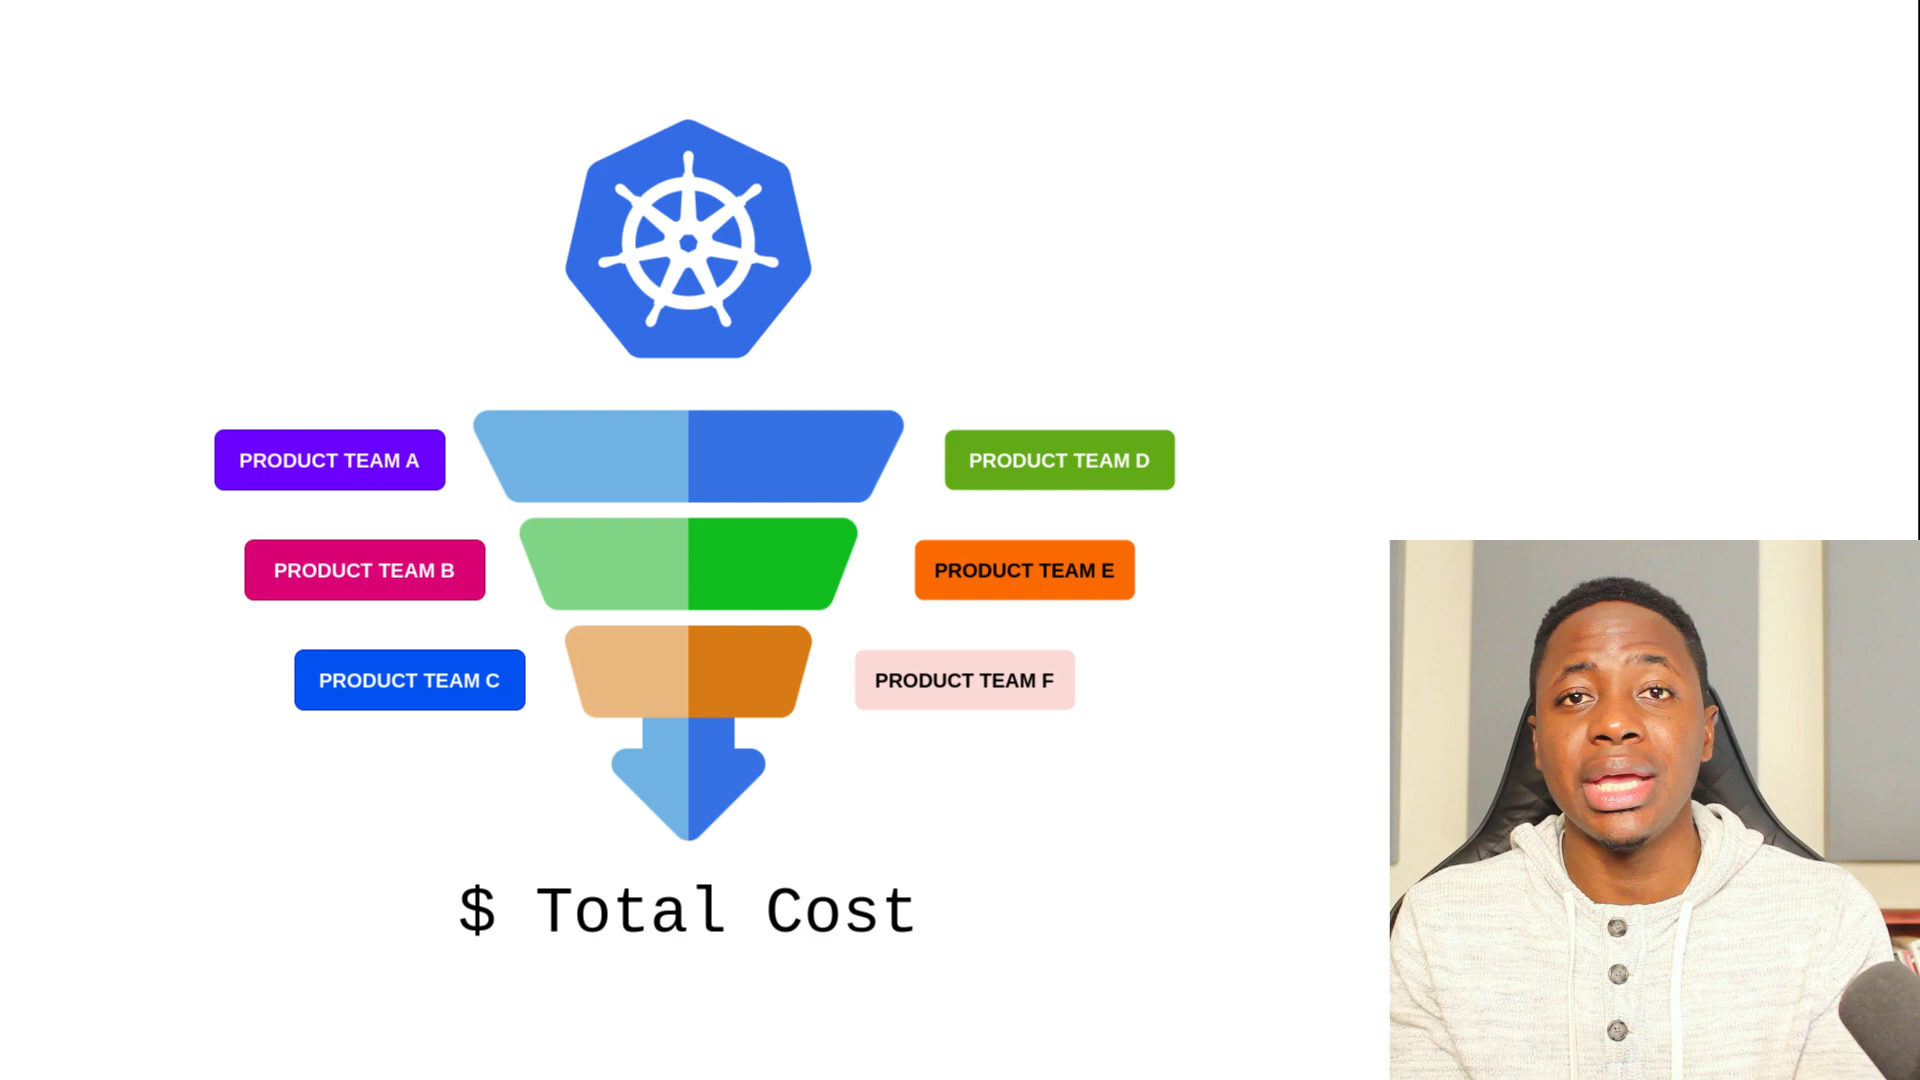 PRODUCT TEAM A
PRODUCT TEAM D
PRODUCT TEAM B
PRODUCT TEAM E
PRODUCT TEAM C
PRODUCT TEAM F
$ Total Cost